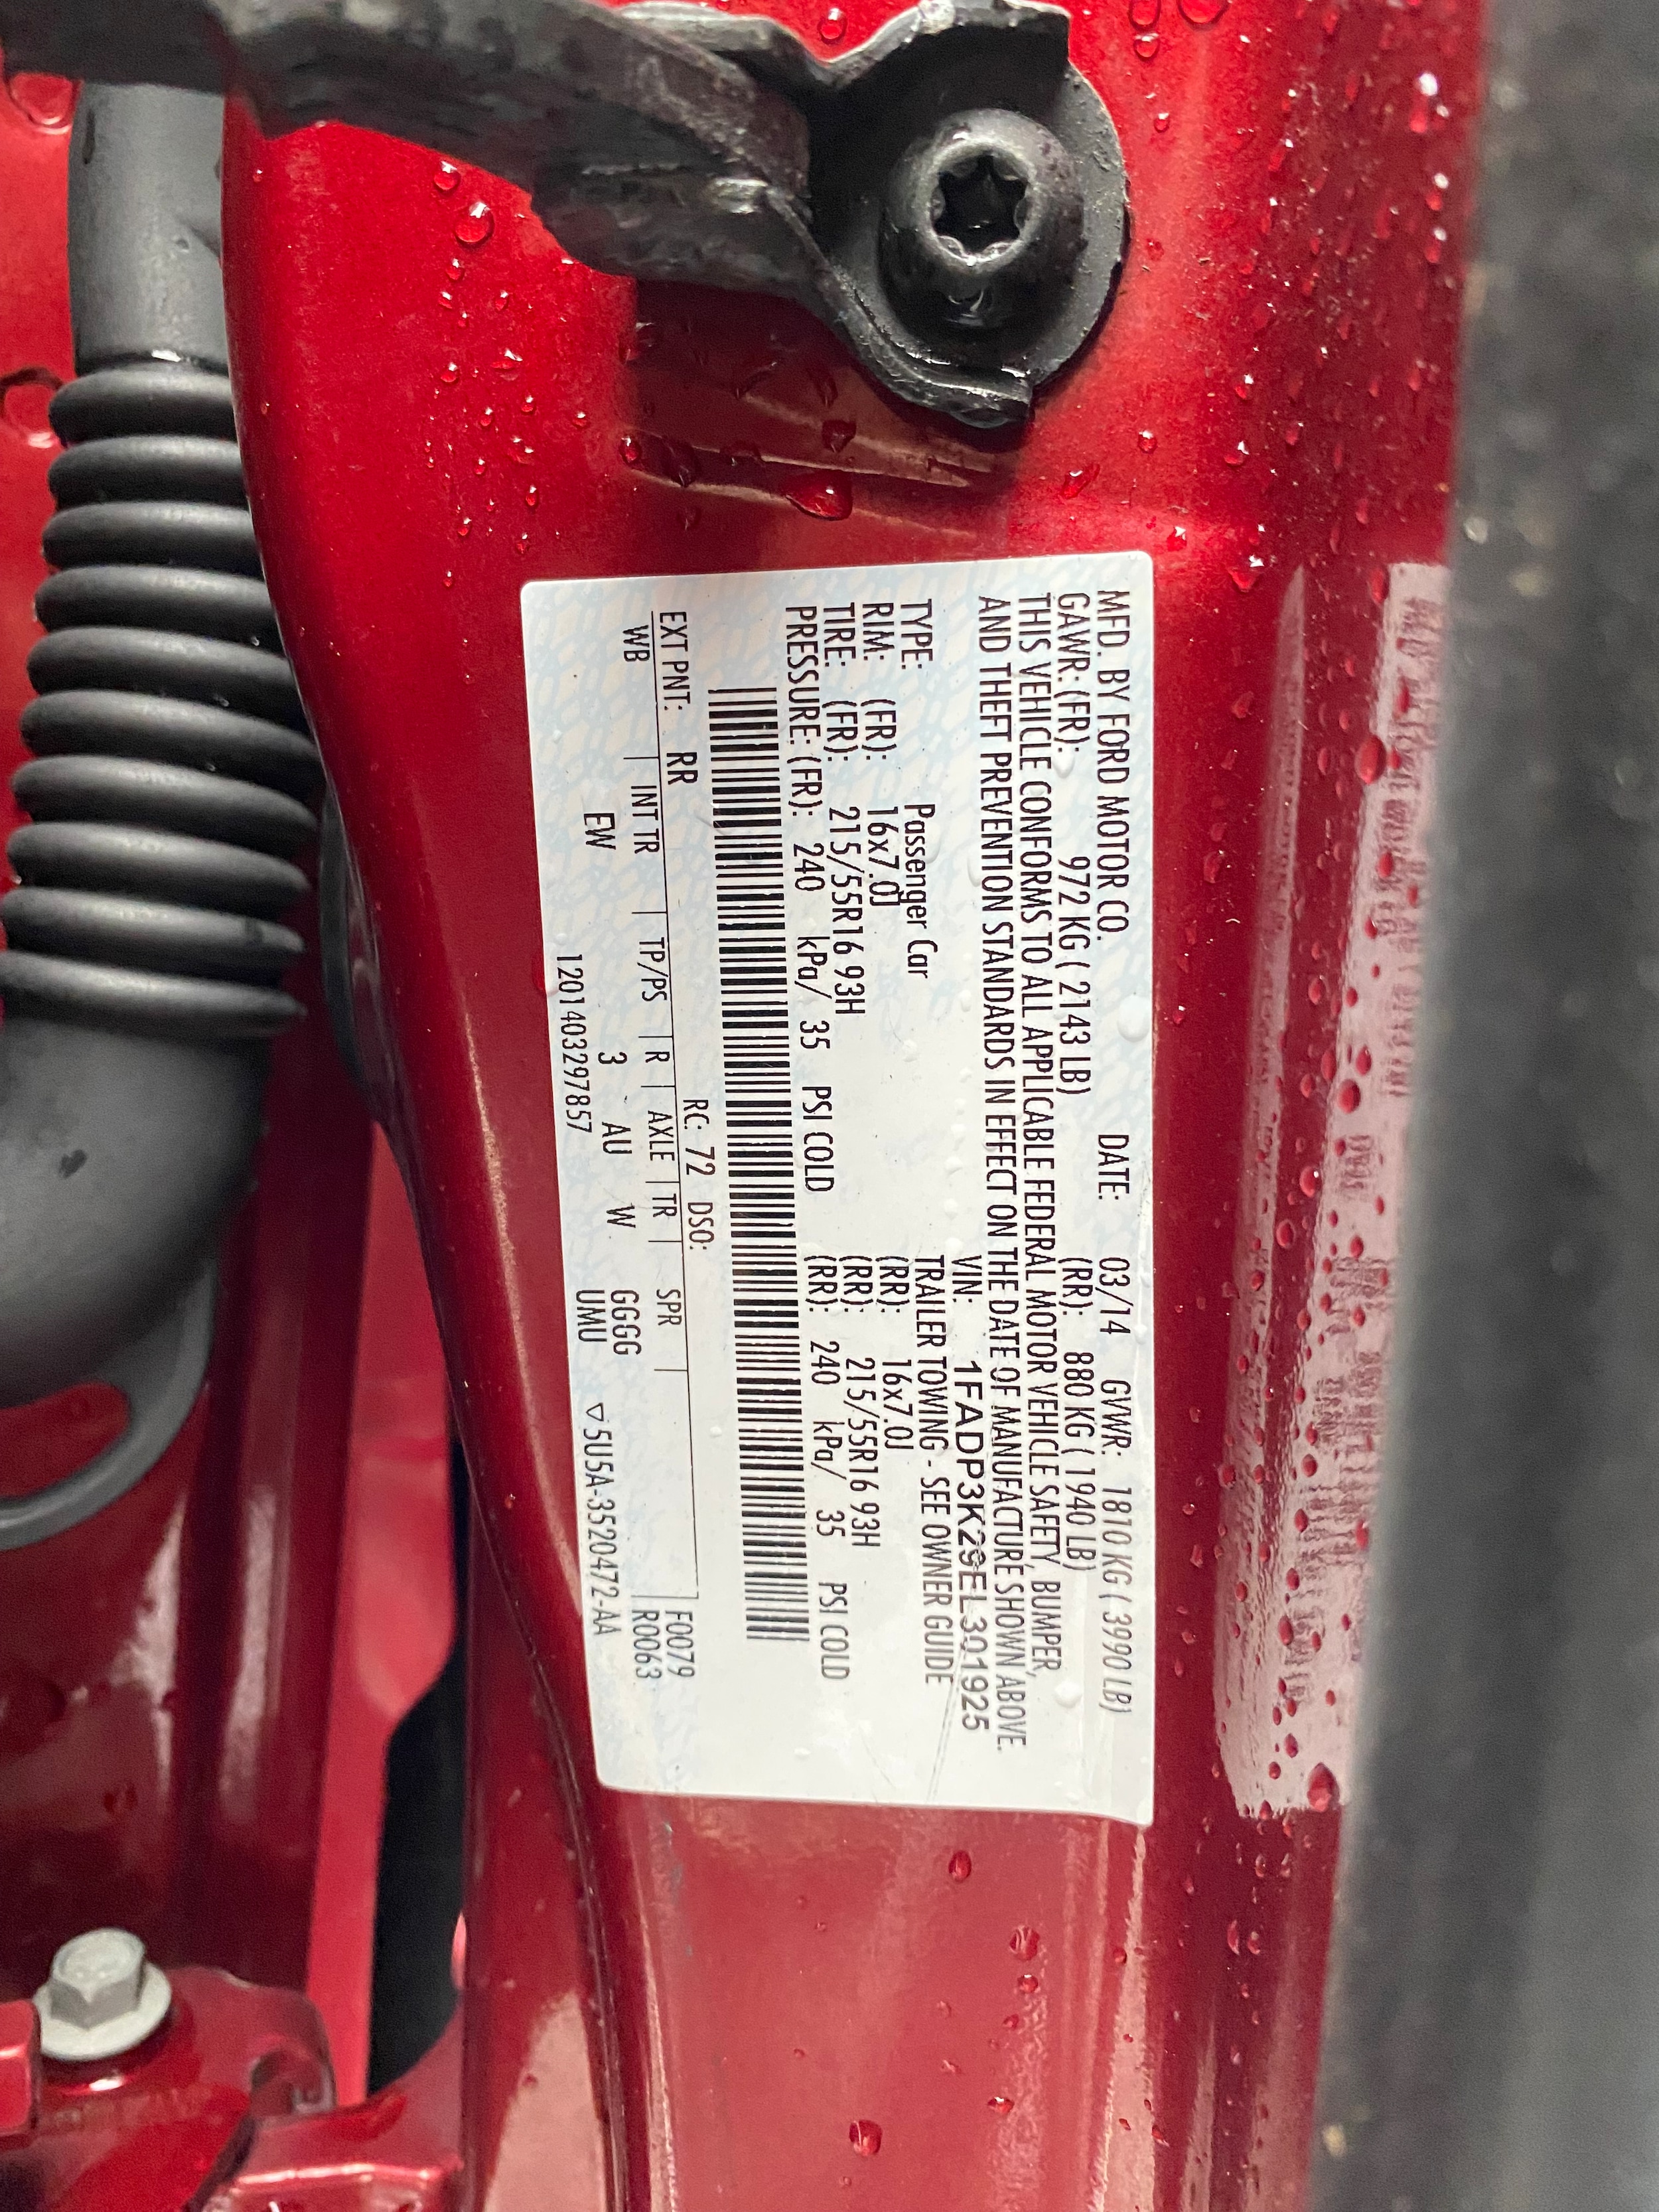 MFD. BY FORD MOTOR CO. DATE: 03/14 GVWR: 1810 KG ( 3990 LB)
GAWR: (FR): 972 KG ( 2143 LB) (RR): 880 KG ( 1940 LB)
THIS VEHICLE CONFORMS TO ALL APPLICABLE FEDERAL MOTOR VEHICLE SAFETY, BUMPER,
AND THEFT PREVENTION STANDARDS IN EFFECT ON THE DATE OF MANUFACTURE SHOWN ABOVE.
VIN: 1FADP3K29EL301925
TYPE: Passenger Car TRAILER TOWING - SEE OWNER GUIDE
RIM: (FR): 16x7.0J (RR): 16x7.0J
TIRE: (FR): 215/55R16 93H (RR): 215/55R16 93H
PRESSURE: (FR): 240 kPa/ 35 PSI COLD (RR): 240 kPa/ 35 PSI COLD
EXT PNT: RR RC: 72 DSO: F0079
WB INT TR TP/PS R AXLE TR SPR R0063
EW 3 AU W GGGG
UMU
1201403297857 ▽5U5A-3520472-AA